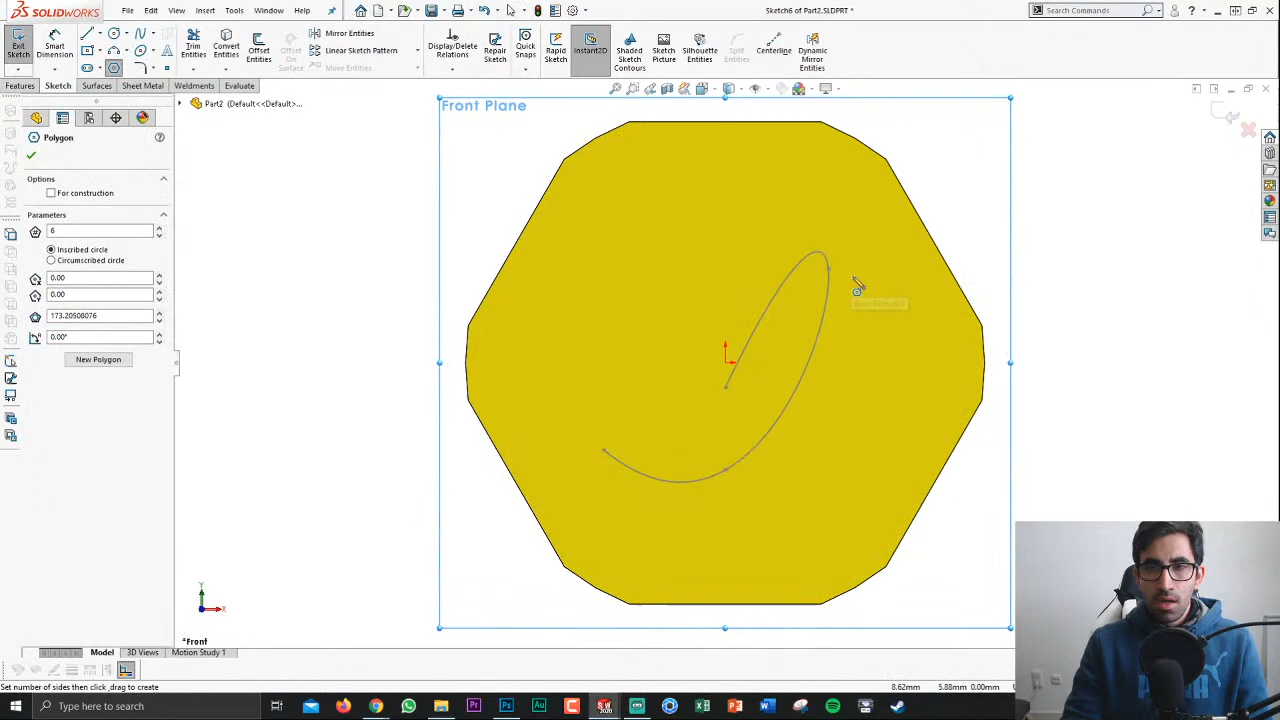 SOLIDWORKS
File Edit View Insert Tools Window Help
Sketch6 of Part2.SLDPRT *
Search Commands
Exit Sketch
Smart Dimension
Trim Entities
Convert Entities
Offset Entities
Offset On Surface
Mirror Entities
Linear Sketch Pattern
Move Entities
Display/Delete Relations
Repair Sketch
Quick Snaps
Rapid Sketch
Instant2D
Shaded Sketch Contours
Sketch Picture
Silhouette Entities
Split Entities
Centerline
Dynamic Mirror Entities
Features Sketch Surfaces Sheet Metal Weldments Evaluate
Part2 (Default<<Default>...
Front Plane
Polygon
Options
For construction
Parameters
6
Inscribed circle
Circumscribed circle
0.00
0.00
173.20508076
0.00°
New Polygon
Y
X
*Front
Model 3D Views Motion Study 1
Set number of sides then click_drag to create
8.62mm 5.88mm 0.00mm
Type here to search